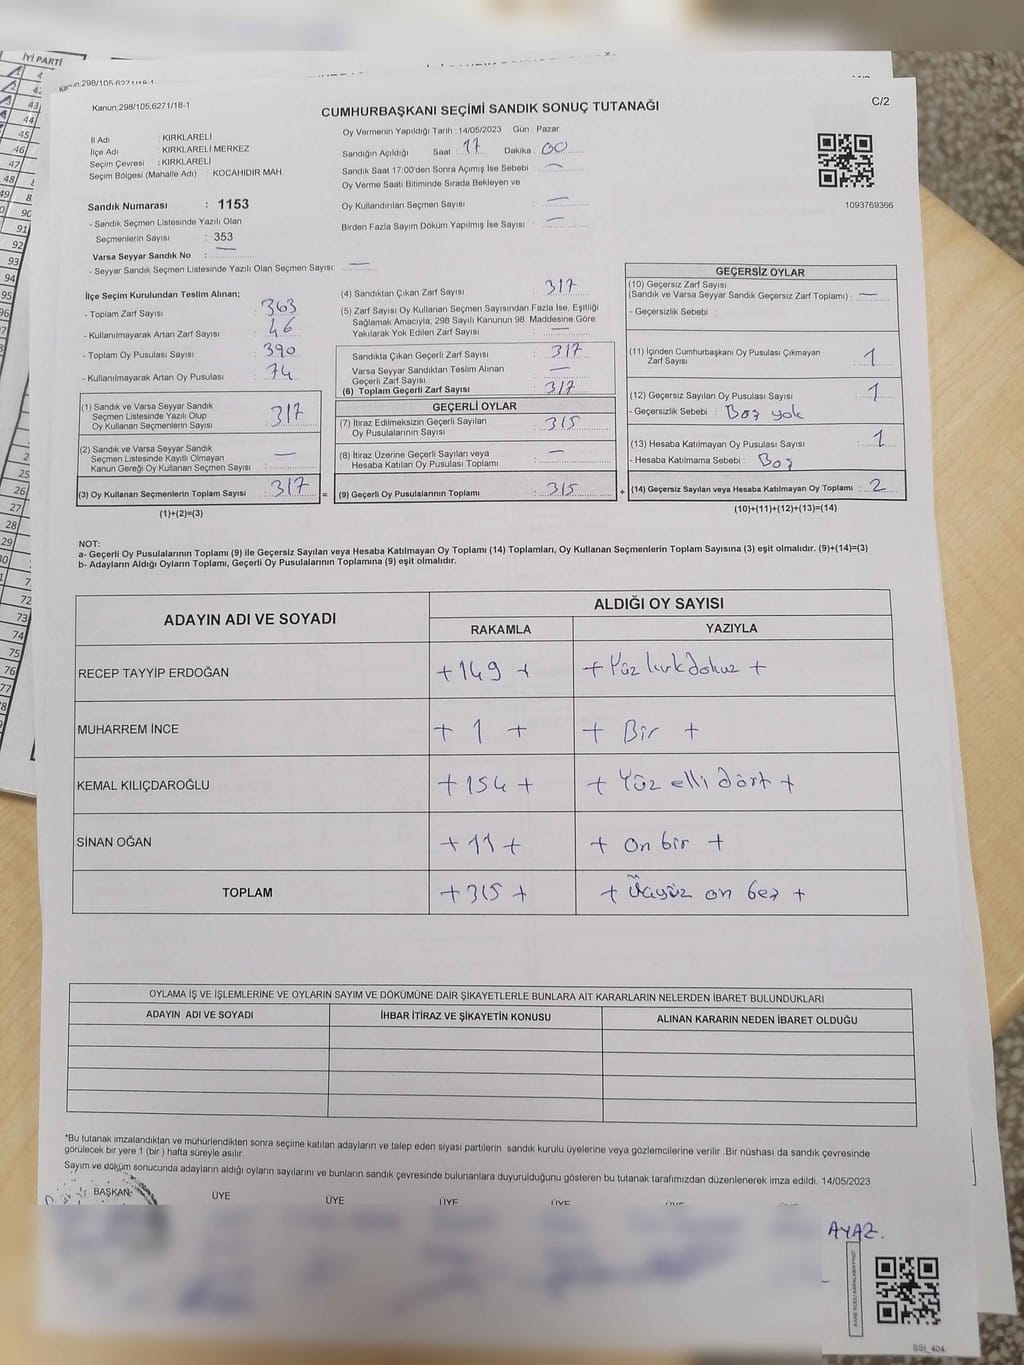 İYİ PARTİ
Kanun;298/105;6271/18-1
Kanun;298/105;6271/18-1
C/2
CUMHURBAŞKANI SEÇİMİ SANDIK SONUÇ TUTANAĞI
İl Adı : KIRKLARELİ
İlçe Adı : KIRKLARELİ MERKEZ
Seçim Çevresi : KIRKLARELİ
Seçim Bölgesi (Mahalle Adı) : KOCAHIDIR MAH.
Sandık Numarası : 1153
- Sandık Seçmen Listesinde Yazılı Olan
Seçmenlerin Sayısı : 353
Varsa Seyyar Sandık No : —
- Seyyar Sandık Seçmen Listesinde Yazılı Olan Seçmen Sayısı: —
Oy Vermenin Yapıldığı Tarih : 14/05/2023 Gün : Pazar
Sandığın Açıldığı Saat : 17 Dakika : 00
Sandık Saat 17:00'den Sonra Açımış İse Sebebi : —
Oy Verme Saati Bitiminde Sırada Bekleyen ve
Oy Kullandırılan Seçmen Sayısı : —
Birden Fazla Sayım Döküm Yapılmış İse Sayısı : —
1093769366
İlçe Seçim Kurulundan Teslim Alınan;
- Toplam Zarf Sayısı : 363
- Kullanılmayarak Artan Zarf Sayısı : 46
- Toplam Oy Pusulası Sayısı : 390
- Kullanılmayarak Artan Oy Pusulası : 74
(1) Sandık ve Varsa Seyyar Sandık
Seçmen Listesinde Yazılı Olup
Oy Kullanan Seçmenlerin Sayısı : 317
(2) Sandık ve Varsa Seyyar Sandık
Seçmen Listesinde Kayıtlı Olmayan
Kanun Gereği Oy Kullanan Seçmen Sayısı : —
(3) Oy Kullanan Seçmenlerin Toplam Sayısı : 317
(1)+(2)=(3)
(4) Sandıktan Çıkan Zarf Sayısı : 317
(5) Zarf Sayısı Oy Kullanan Seçmen Sayısından Fazla İse, Eşitliği
Sağlamak Amacıyla; 298 Sayılı Kanunun 98. Maddesine Göre
Yakılarak Yok Edilen Zarf Sayısı : —
Sandıkta Çıkan Geçerli Zarf Sayısı : 317
Varsa Seyyar Sandıktan Teslim Alınan
Geçerli Zarf Sayısı : —
(6) Toplam Geçerli Zarf Sayısı : 317
GEÇERLİ OYLAR
(7) İtiraz Edilmeksizin Geçerli Sayılan
Oy Pusulalarının Sayısı : 315
(8) İtiraz Üzerine Geçerli Sayılan veya
Hesaba Katılan Oy Pusulası Toplamı : —
= (9) Geçerli Oy Pusulalarının Toplamı : 315 +
GEÇERSİZ OYLAR
(10) Geçersiz Zarf Sayısı
(Sandık ve Varsa Seyyar Sandık Geçersiz Zarf Toplamı) : —
- Geçersizlik Sebebi :
(11) İçinden Cumhurbaşkanı Oy Pusulası Çıkmayan
Zarf Sayısı : 1
(12) Geçersiz Sayılan Oy Pusulası Sayısı : 1
- Geçersizlik Sebebi : Boş yok
(13) Hesaba Katılmayan Oy Pusulası Sayısı : 1
- Hesaba Katılmama Sebebi : Boş
(14) Geçersiz Sayılan veya Hesaba Katılmayan Oy Toplamı : 2
(10)+(11)+(12)+(13)=(14)
NOT:
a- Geçerli Oy Pusulalarının Toplamı (9) ile Geçersiz Sayılan veya Hesaba Katılmayan Oy Toplamı (14) Toplamları, Oy Kullanan Seçmenlerin Toplam Sayısına (3) eşit olmalıdır. (9)+(14)=(3)
b- Adayların Aldığı Oyların Toplamı, Geçerli Oy Pusulalarının Toplamına (9) eşit olmalıdır.
ADAYIN ADI VE SOYADI ALDIĞI OY SAYISI
RAKAMLA YAZIYLA
RECEP TAYYİP ERDOĞAN +149+ + Yüz kırk dokuz +
MUHARREM İNCE + 1 + + Bir +
KEMAL KILIÇDAROĞLU +154+ + Yüz elli dört +
SİNAN OĞAN +11+ + On bir +
TOPLAM +315+ + Üçyüz on beş +
OYLAMA İŞ VE İŞLEMLERİNE VE OYLARIN SAYIM VE DÖKÜMÜNE DAİR ŞİKAYETLERLE BUNLARA AİT KARARLARIN NELERDEN İBARET BULUNDUKLARI
ADAYIN ADI VE SOYADI İHBAR İTİRAZ VE ŞİKAYETİN KONUSU ALINAN KARARIN NEDEN İBARET OLDUĞU
*Bu tutanak imzalandıktan ve mühürlendikten sonra seçime katılan adayların ve talep eden siyasi partilerin sandık kurulu üyelerine veya gözlemcilerine verilir. Bir nüshası da sandık çevresinde
görülecek bir yere 1 (bir ) hafta süreyle asılır.
Sayım ve döküm sonucunda adayların aldığı oyların sayılarını ve bunların sandık çevresinde bulunanlara duyurulduğunu gösteren bu tutanak tarafımızdan düzenlenerek imza edildi. 14/05/2023
BAŞKAN ÜYE ÜYE ÜYE ÜYE ÜYE ÜYE
AYAZ.
SSİ_404